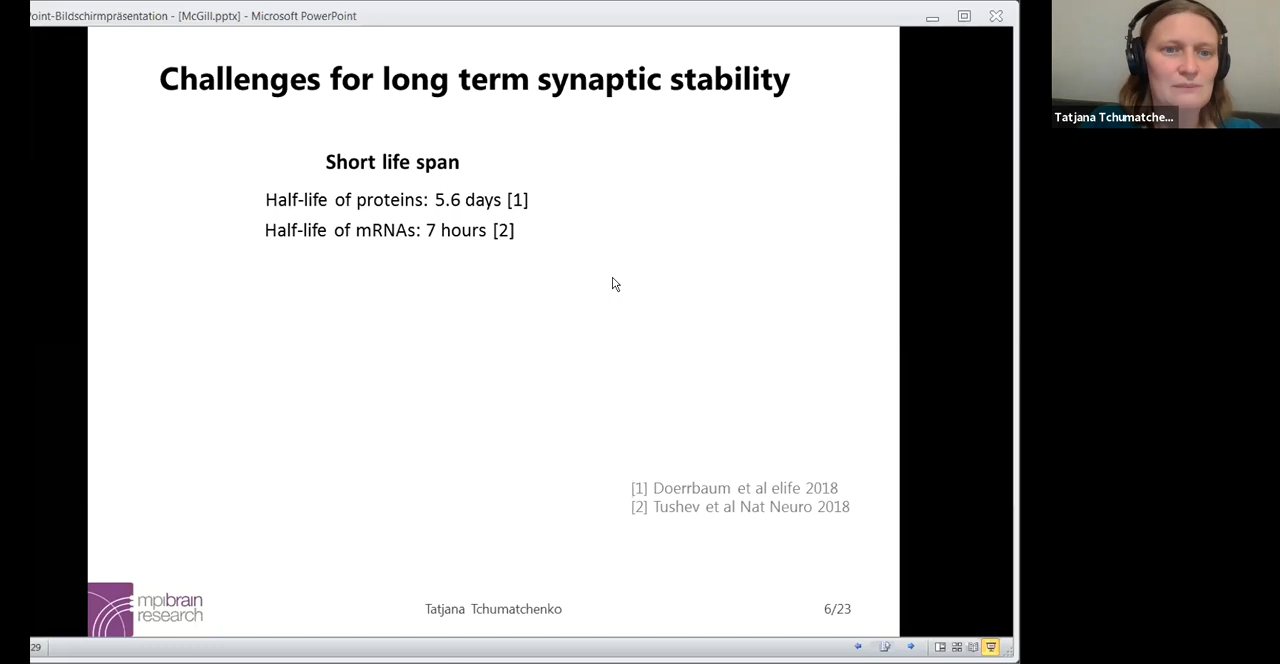 oint-Bildschirmpräsentation - [McGill.pptx] - Microsoft PowerPoint
Tatjana Tchumatche...
Challenges for long term synaptic stability
Short life span
Half-life of proteins: 5.6 days [1]
Half-life of mRNAs: 7 hours [2]
[1] Doerrbaum et al elife 2018
[2] Tushev et al Nat Neuro 2018
mpibrain
research
Tatjana Tchumatchenko
6/23
29